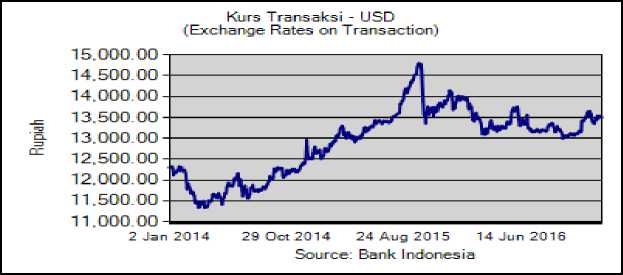 Kurs Transaksi - USD
(Exchange Rates on Transaction)
15,000.00
14,500.00
14,000.00
13,500.00
13,000.00
12,500.00
12,000.00
11,500.00
11,000.00
Rupiah
2 Jan 2014 29 Oct 2014 24 Aug 2015 14 Jun 2016
Source: Bank Indonesia